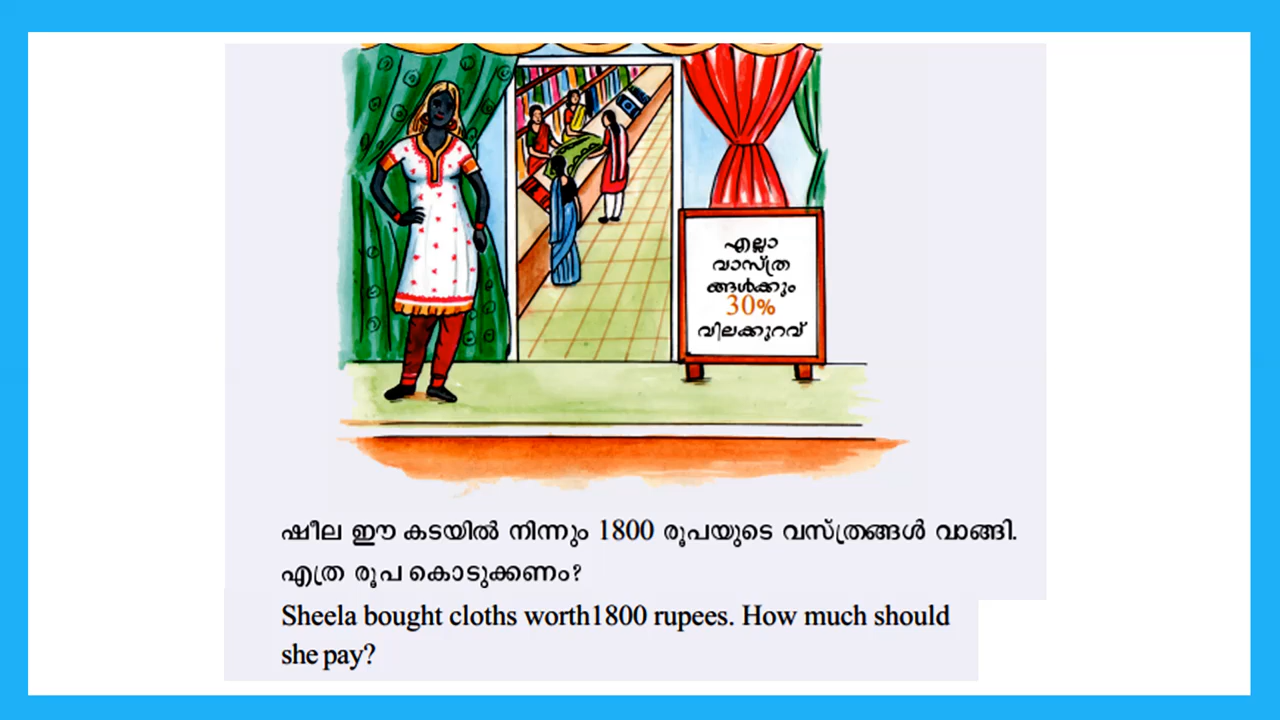 എല്ലാ
വാസ്ത്ര
ങ്ങൾക്കും
30%
വിലക്കുറവ്
ഷീല ഈ കടയിൽ നിന്നും 1800 രൂപയുടെ വസ്ത്രങ്ങൾ വാങ്ങി.
എത്ര രൂപ കൊടുക്കണം?
Sheela bought cloths worth1800 rupees. How much should
she pay?